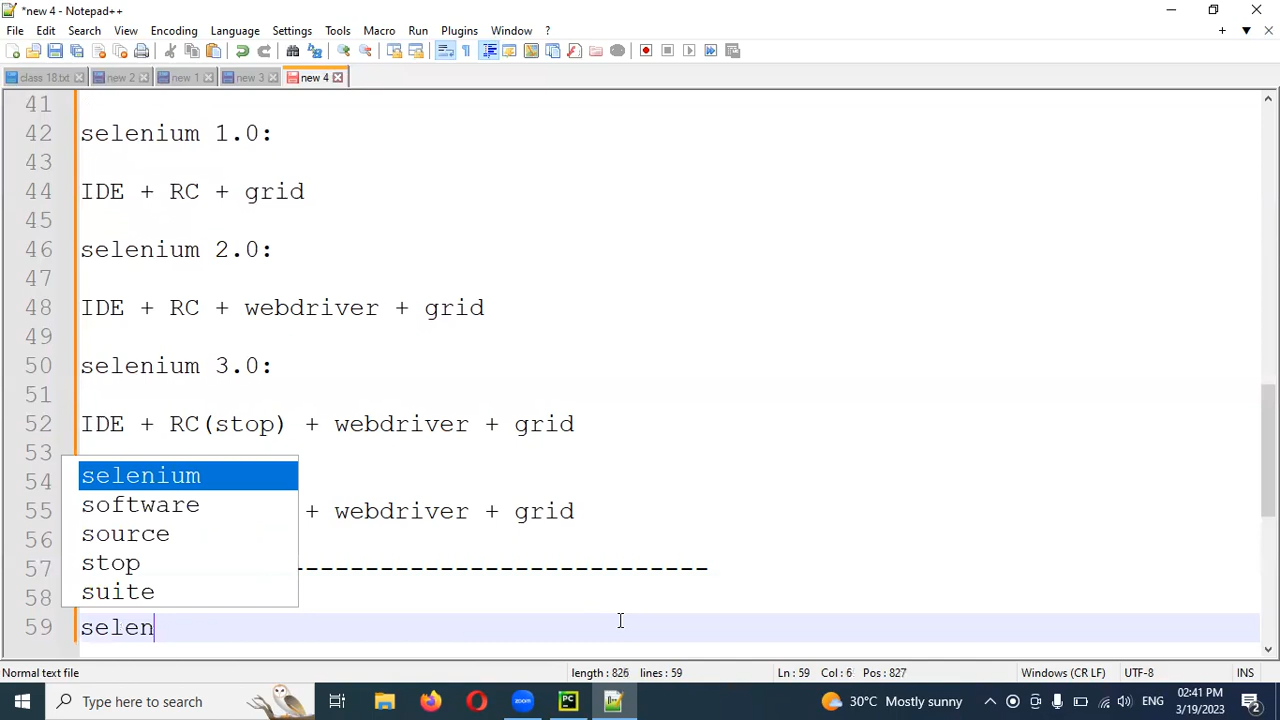 *new 4 - Notepad++
File Edit Search View Encoding Language Settings Tools Macro Run Plugins Window ?
class 18.txt new 2 new 1 new 3 new 4
41
42 selenium 1.0:
43
44 IDE + RC + grid
45
46 selenium 2.0:
47
48 IDE + RC + webdriver + grid
49
50 selenium 3.0:
51
52 IDE + RC(stop) + webdriver + grid
53
selenium
54
software
55 + webdriver + grid
source
56
stop
57 ----------------------------
suite
58
59 selen
Normal text file length : 826 lines : 59 Ln : 59 Col : 6 Pos : 827 Windows (CR LF) UTF-8 INS
Type here to search zoom PC 30°C Mostly sunny ENG 02:41 PM
3/19/2023 2